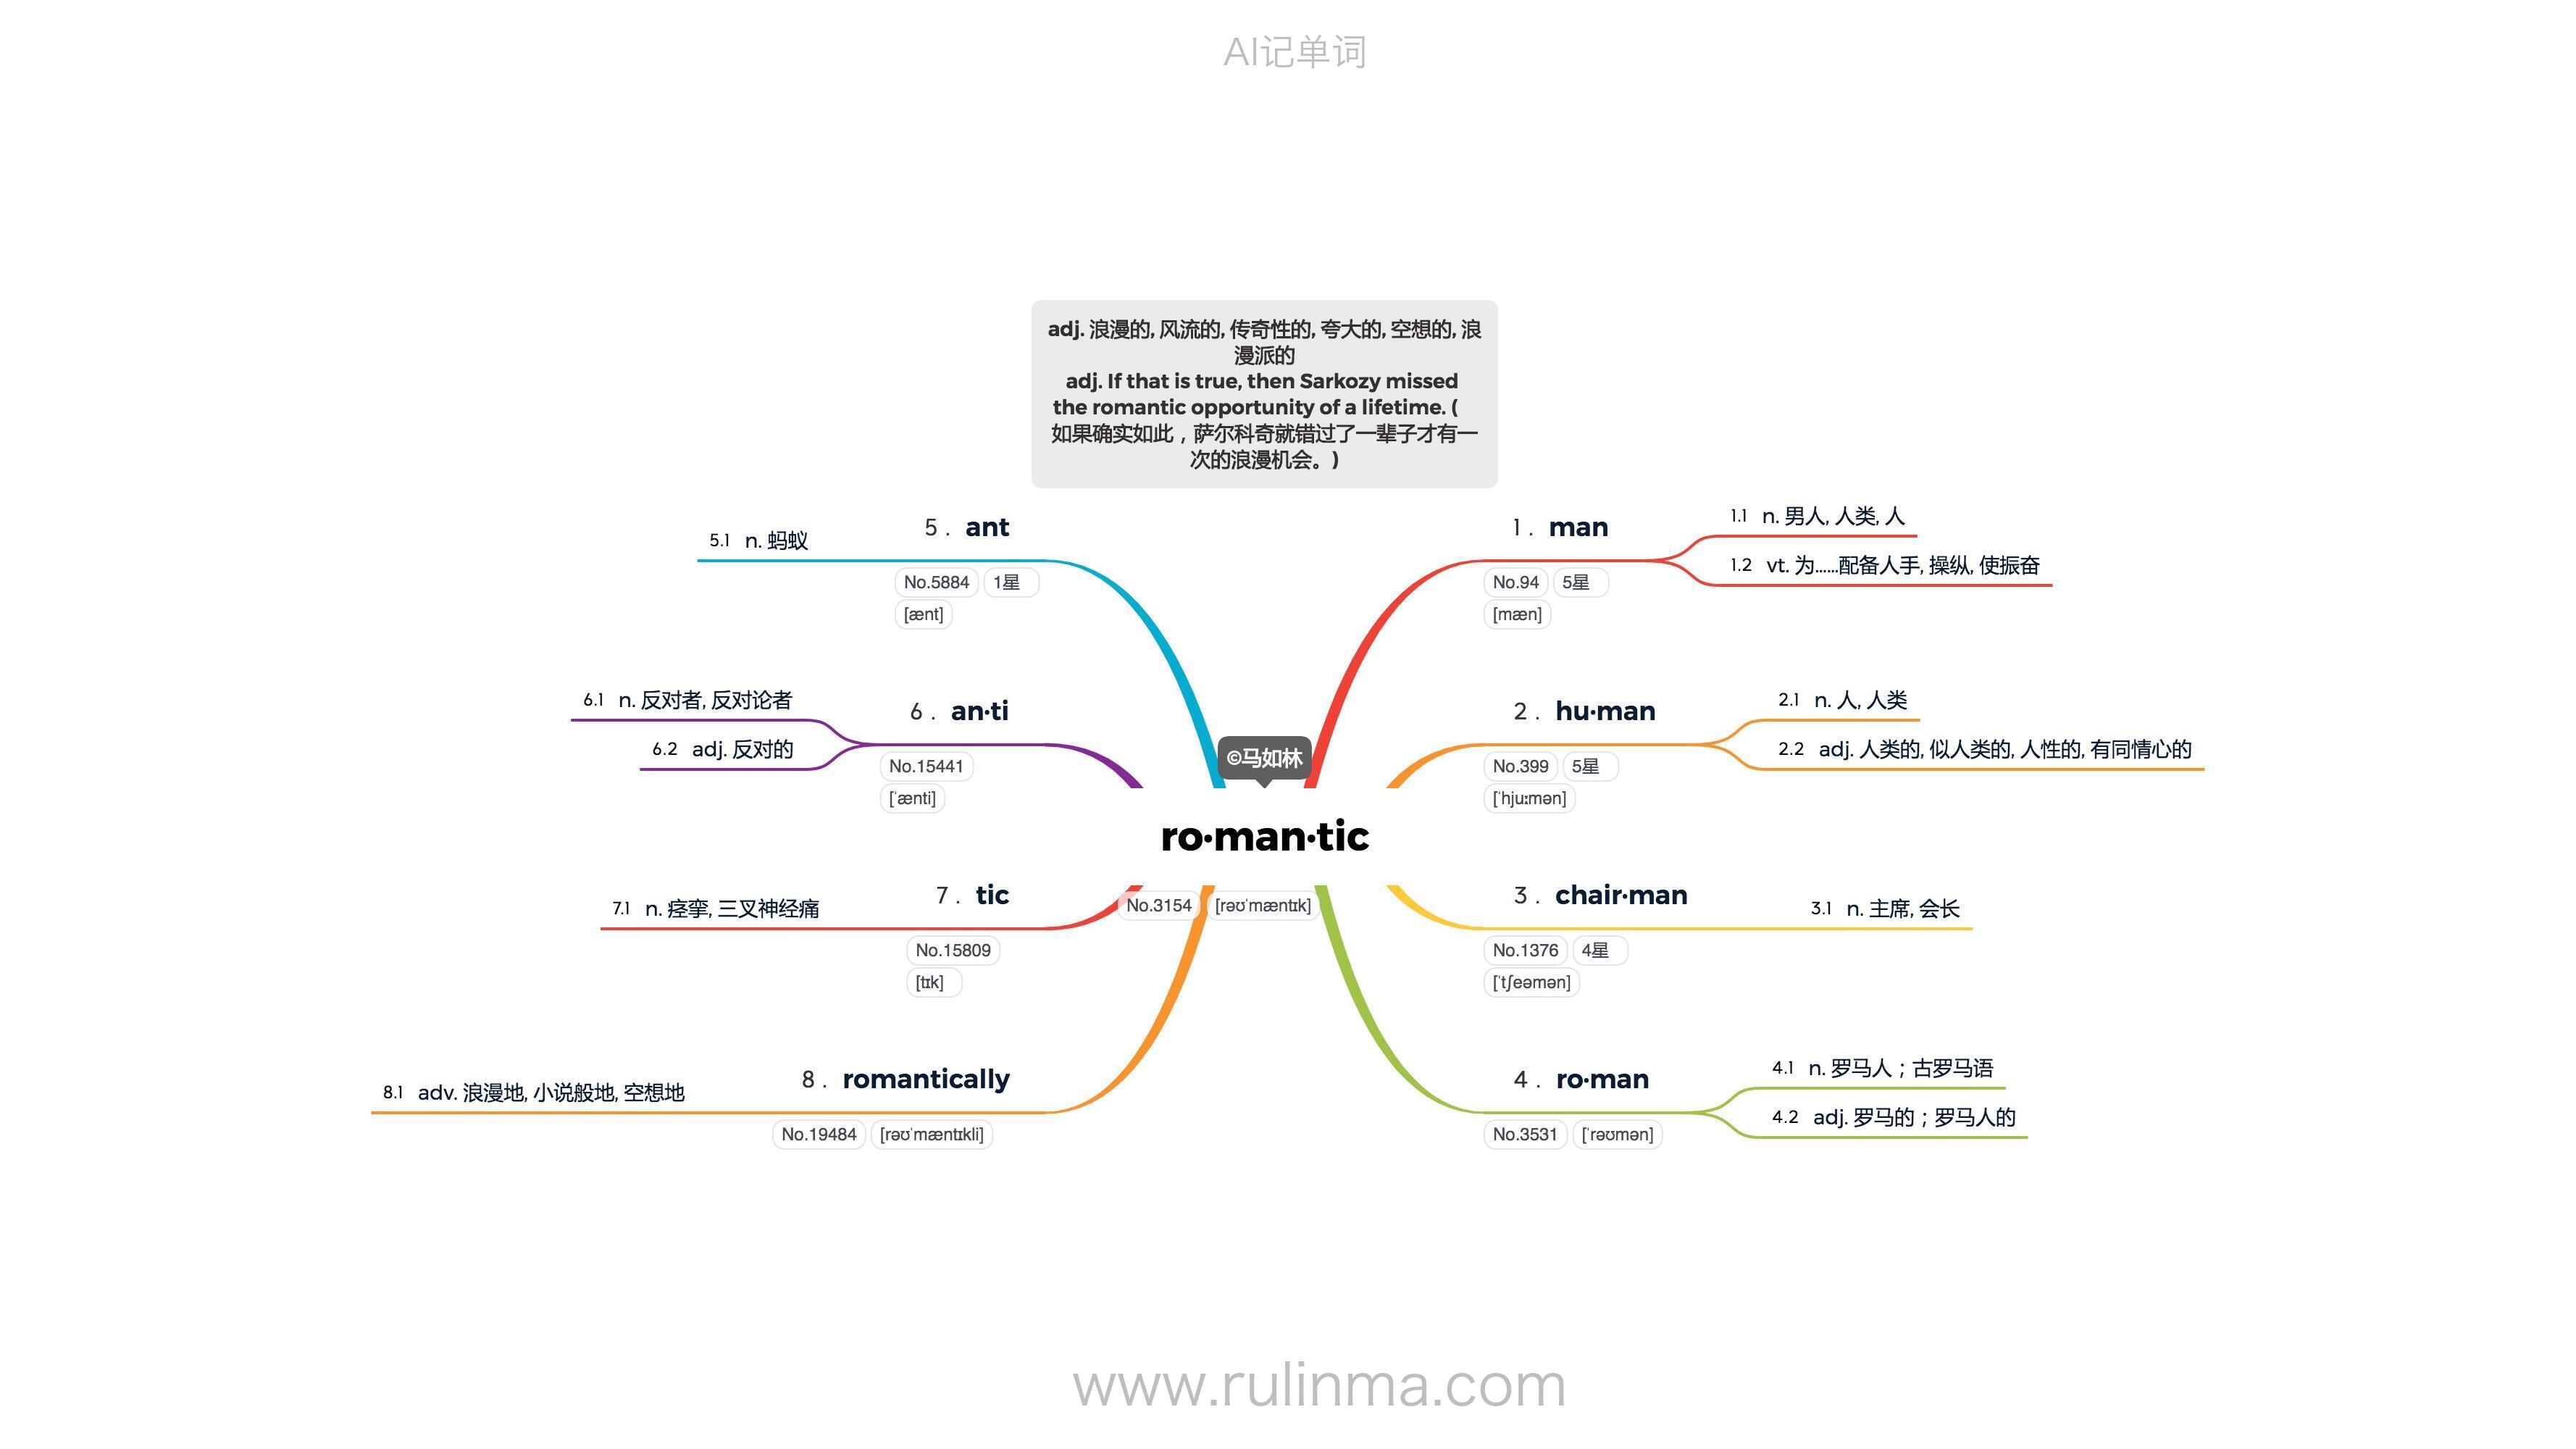 AI记单词
adj. 浪漫的, 风流的, 传奇性的, 夸大的, 空想的, 浪
漫派的
adj. If that is true, then Sarkozy missed
the romantic opportunity of a lifetime. (
如果确实如此，萨尔科奇就错过了一辈子才有一
次的浪漫机会。)
©马如林
ro·man·tic
No.3154 [rəʊˈmæntɪk]
1 . man
No.94 5星
[mæn]
1.1 n. 男人, 人类, 人
1.2 vt. 为......配备人手, 操纵, 使振奋
2 . hu·man
No.399 5星
[ˈhjuːmən]
2.1 n. 人, 人类
2.2 adj. 人类的, 似人类的, 人性的, 有同情心的
3 . chair·man
No.1376 4星
[ˈtʃeəmən]
3.1 n. 主席, 会长
4 . ro·man
No.3531 [ˈrəʊmən]
4.1 n. 罗马人；古罗马语
4.2 adj. 罗马的；罗马人的
5 . ant
No.5884 1星
[ænt]
5.1 n. 蚂蚁
6 . an·ti
No.15441
[ˈænti]
6.1 n. 反对者, 反对论者
6.2 adj. 反对的
7 . tic
No.15809
[tɪk]
7.1 n. 痉挛, 三叉神经痛
8 . romantically
No.19484 [rəʊˈmæntɪkli]
8.1 adv. 浪漫地, 小说般地, 空想地
www.rulinma.com